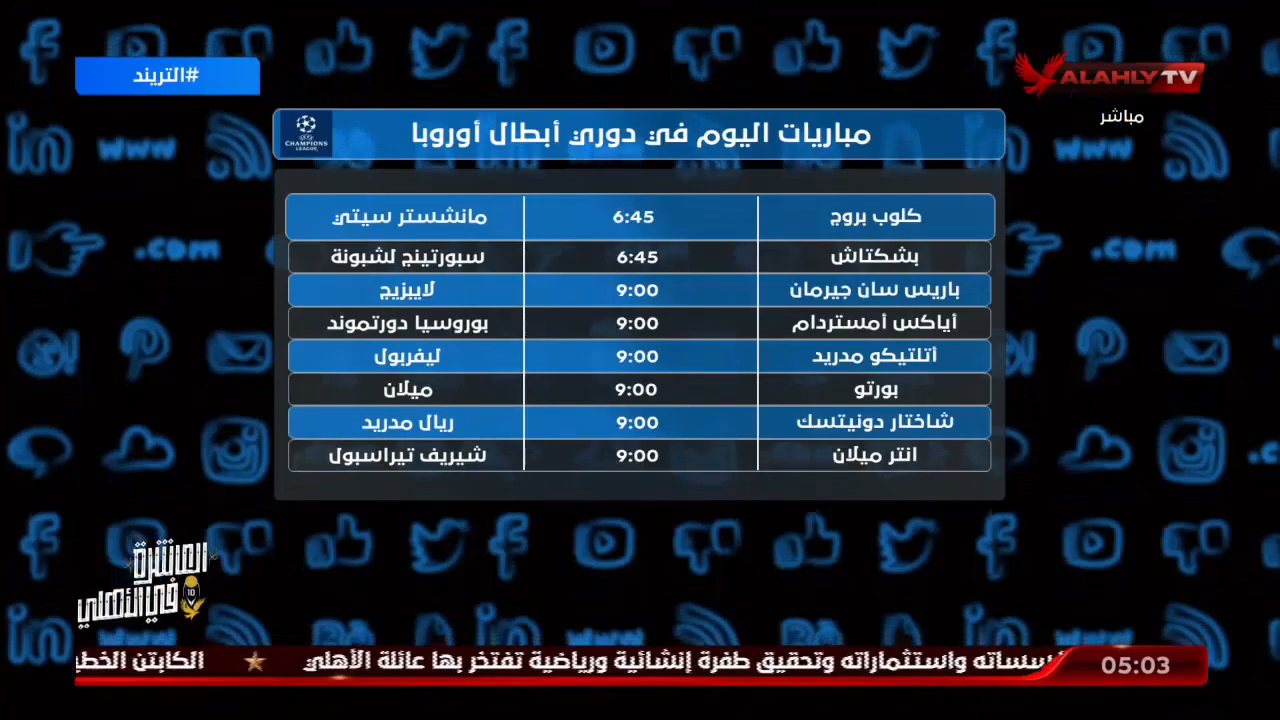 #التريند
ALAHLY TV
مباشر
مباريات اليوم في دوري أبطال أوروبا
UEFA CHAMPIONS LEAGUE
كلوب بروج 6:45 مانشستر سيتي
بشكتاش 6:45 سبورتينج لشبونة
باريس سان جيرمان 9:00 لايبزيج
أياكس أمستردام 9:00 بوروسيا دورتموند
أتلتيكو مدريد 9:00 ليفربول
بورتو 9:00 ميلان
شاختار دونيتسك 9:00 ريال مدريد
انتر ميلان 9:00 شيريف تيراسبول
العاشرة في الأهلي
10
واستثماراته وتحقيق طفرة إنشائية ورياضية تفتخر بها عائلة الأهلي ★ الكابتن
05:03